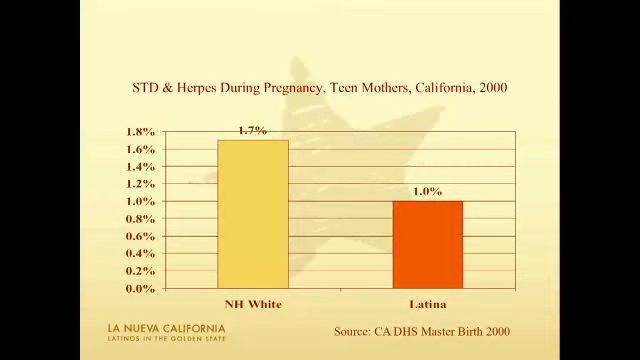 STD & Herpes During Pregnancy, Teen Mothers, California, 2000
1.8%
1.7%
1.6%
1.4%
1.2%
1.0%
1.0%
0.8%
0.6%
0.4%
0.2%
0.0%
NH White
Latina
LA NUEVA CALIFORNIA
LATINOS IN THE GOLDEN STATE
Source: CA DHS Master Birth 2000